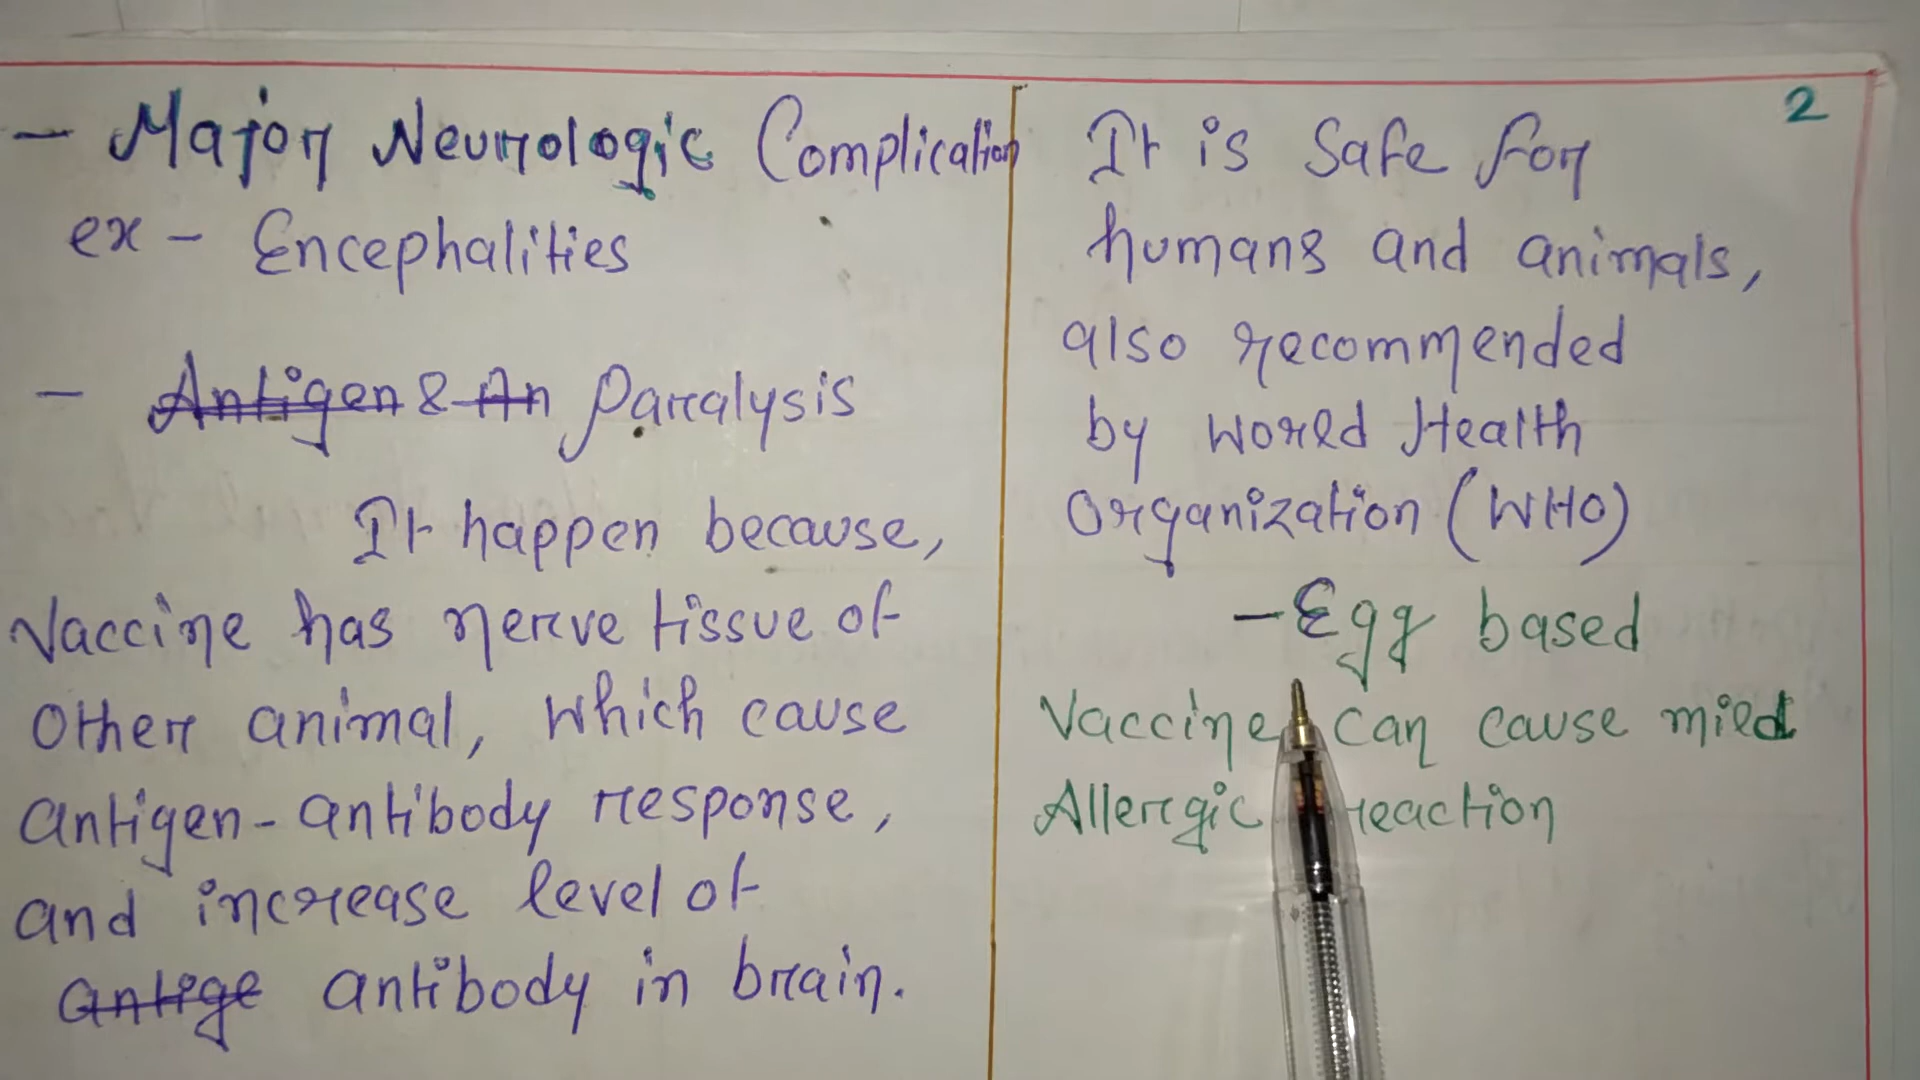 - Major Neurologic Complication
ex - Encephalities
- Antigen & An Paralysis
It happen because,
Vaccine has nerve tissue of
Other animal, which cause
antigen-antibody response,
and increase level of
antige antibody in brain.
2
It is Safe for
humans and animals,
also recommended
by World Health
Organization (WHO)
- Egg based
Vaccine can cause mild
Allergic reaction